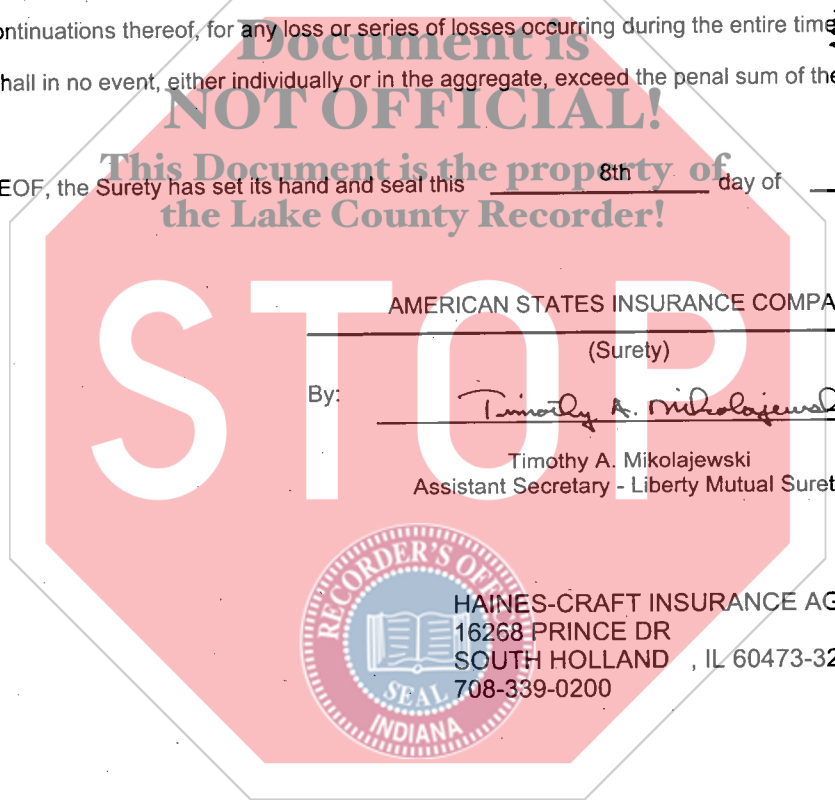 ontinuations thereof, for any loss or series of losses occurring during the entire time
Document is
hall in no event, either individually or in the aggregate, exceed the penal sum of the
NOT OFFICIAL!
This Document is the property of
EOF, the Surety has set its hand and seal this 8th day of
the Lake County Recorder!
STOP
AMERICAN STATES INSURANCE COMPA
(Surety)
By: Timothy A. Mikolajewsk
Timothy A. Mikolajewski
Assistant Secretary - Liberty Mutual Suret
RECORDER'S OFFICE
HAINES-CRAFT INSURANCE AG
16268 PRINCE DR
SOUTH HOLLAND , IL 60473-32
708-339-0200
SEAL
INDIANA